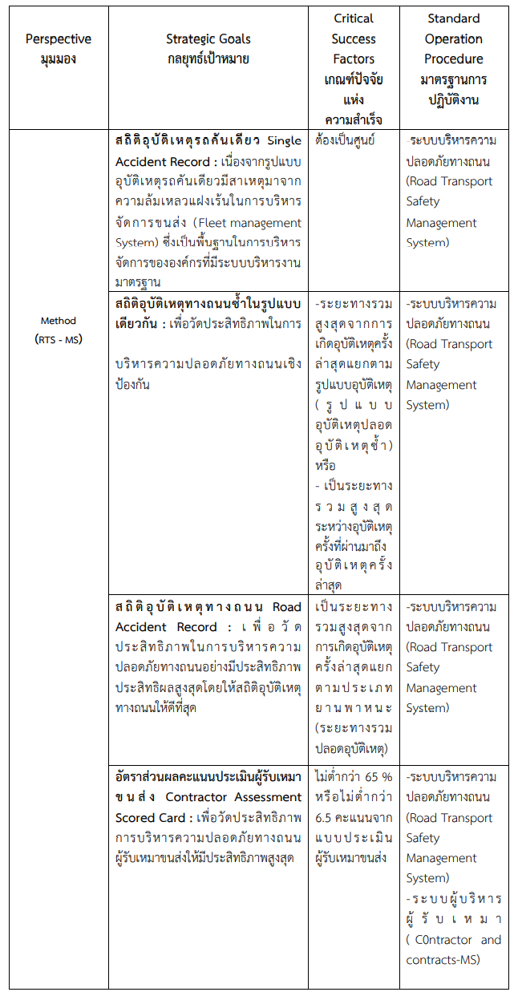 Perspective
มุมมอง
Strategic Goals
กลยุทธ์เป้าหมาย
Critical
Success
Factors
เกณฑ์ปัจจัย
แห่ง
ความสำเร็จ
Standard
Operation
Procedure
มาตรฐานการ
ปฏิบัติงาน
Method
(RTS - MS)
สถิติอุบัติเหตุรถคันเดียว Single
Accident Record : เนื่องจากรูปแบบ
อุบัติเหตุรถคันเดียวมีสาเหตุมาจาก
ความล้มเหลวแฝงเร้นในการบริหาร
จัดการขนส่ง (Fleet management
System) ซึ่งเป็นพื้นฐานในการบริหาร
จัดการขององค์กรที่มีระบบบริหารงาน
มาตรฐาน
ต้องเป็นศูนย์
-ระบบบริหารความ
ปลอดภัยทางถนน
(Road Transport
Safety
Management
System)
สถิติอุบัติเหตุทางถนนซ้ำในรูปแบบ
เดียวกัน : เพื่อวัดประสิทธิภาพในการ
บริหารความปลอดภัยทางถนนเชิง
ป้องกัน
-ระยะทางรวม
สูงสุดจากการ
เกิดอุบัติเหตุครั้ง
ล่าสุดแยกตาม
รูปแบบอุบัติเหตุ
(รูปแบบ
อุบัติเหตุปลอด
อุบัติเหตุซ้ำ)
หรือ
- เป็นระยะทาง
รวมสูงสุด
ระหว่างอุบัติเหตุ
ครั้งที่ผ่านมาถึง
อุบัติเหตุครั้ง
ล่าสุด
-ระบบบริหารความ
ปลอดภัยทางถนน
(Road Transport
Safety
Management
System)
สถิติอุบัติเหตุทางถนน Road
Accident Record : เพื่อวัด
ประสิทธิภาพในการบริหารความ
ปลอดภัยทางถนนอย่างมีประสิทธิภาพ
ประสิทธิผลสูงสุดโดยให้สถิติอุบัติเหตุ
ทางถนนให้ดีที่สุด
เป็นระยะทาง
รวมสูงสุดจาก
การเกิดอุบัติเหตุ
ครั้งล่าสุดแยก
ตามประเภท
ยานพาหนะ
(ระยะทางรวม
ปลอดอุบัติเหตุ)
-ระบบบริหารความ
ปลอดภัยทางถนน
(Road Transport
Safety
Management
System)
อัตราส่วนผลคะแนนประเมินผู้รับเหมา
ขนส่ง Contractor Assessment
Scored Card : เพื่อวัดประสิทธิภาพ
การบริหารความปลอดภัยทางถนน
ผู้รับเหมาขนส่งให้มีประสิทธิภาพสูงสุด
ไม่ต่ำกว่า 65 %
หรือไม่ต่ำกว่า
6.5 คะแนนจาก
แบบประเมิน
ผู้รับเหมาขนส่ง
-ระบบบริหารความ
ปลอดภัยทางถนน
(Road Transport
Safety
Management
System)
-ระบบผู้บริหาร
ผู้รับเหมา
( C0ntractor and
contracts-MS)